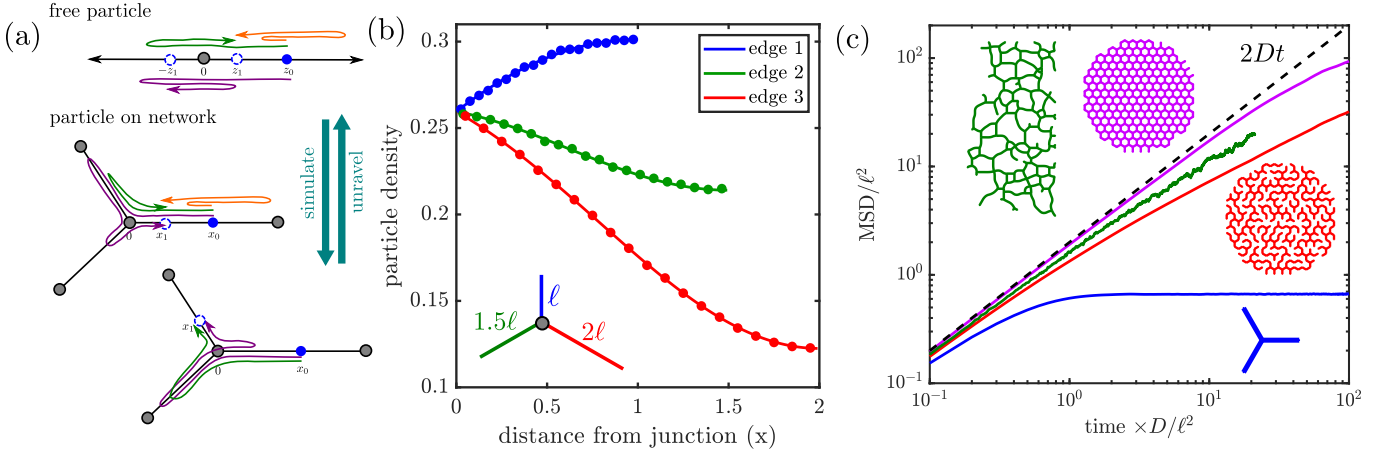 (a)
free particle
−z₁
0
z₁
z₀
particle on network
0
x₁
x₀
simulate
unravel
x₁
0
x₀
(b)
particle density
0.3
0.25
0.2
0.15
0.1
0
0.5
1
1.5
2
distance from junction (x)
edge 1
edge 2
edge 3
ℓ
1.5ℓ
2ℓ
(c)
MSD/ℓ²
10²
10¹
10⁰
10⁻¹
10⁻¹
10⁰
10¹
10²
time ×D/ℓ²
2Dt